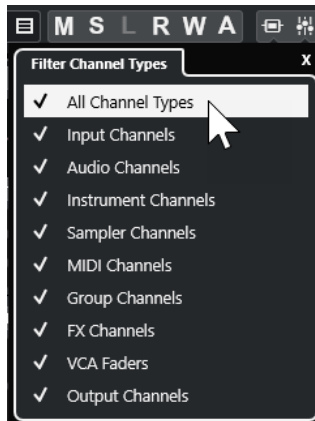 M S L R W A
Filter Channel Types X
All Channel Types
Input Channels
Audio Channels
Instrument Channels
Sampler Channels
MIDI Channels
Group Channels
FX Channels
VCA Faders
Output Channels